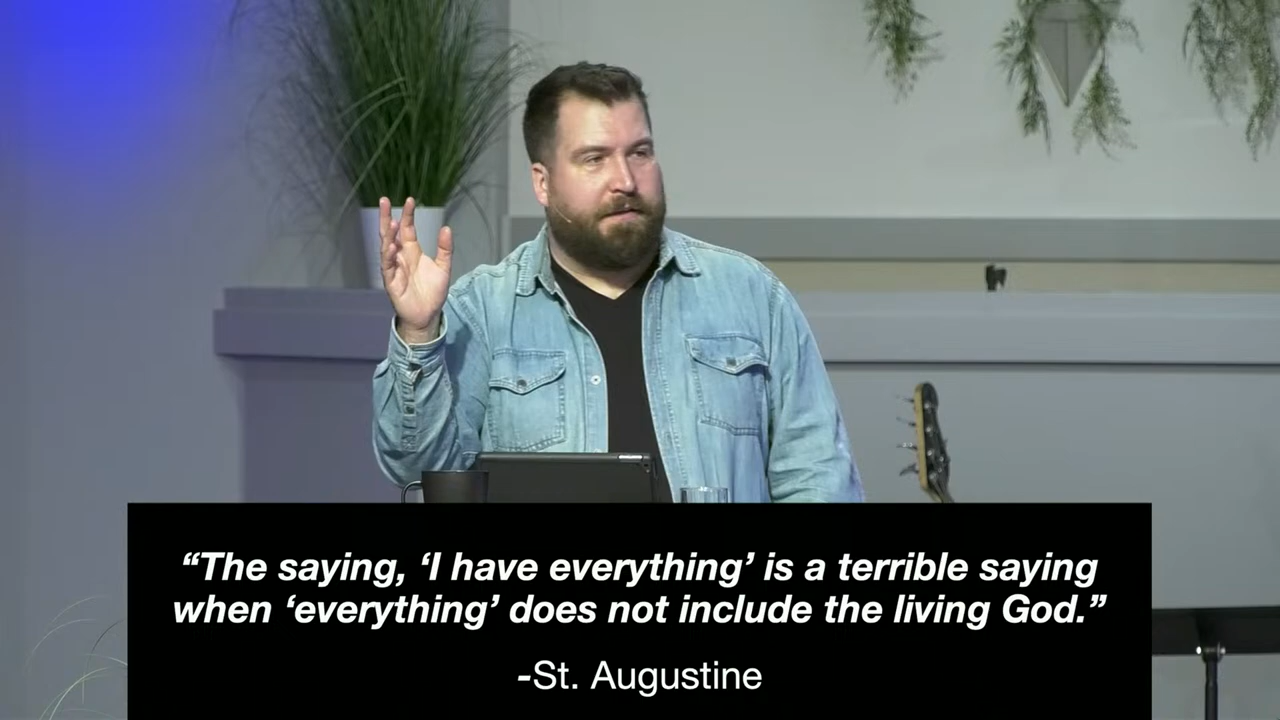 “The saying, ‘I have everything’ is a terrible saying
when ‘everything’ does not include the living God.”
-St. Augustine